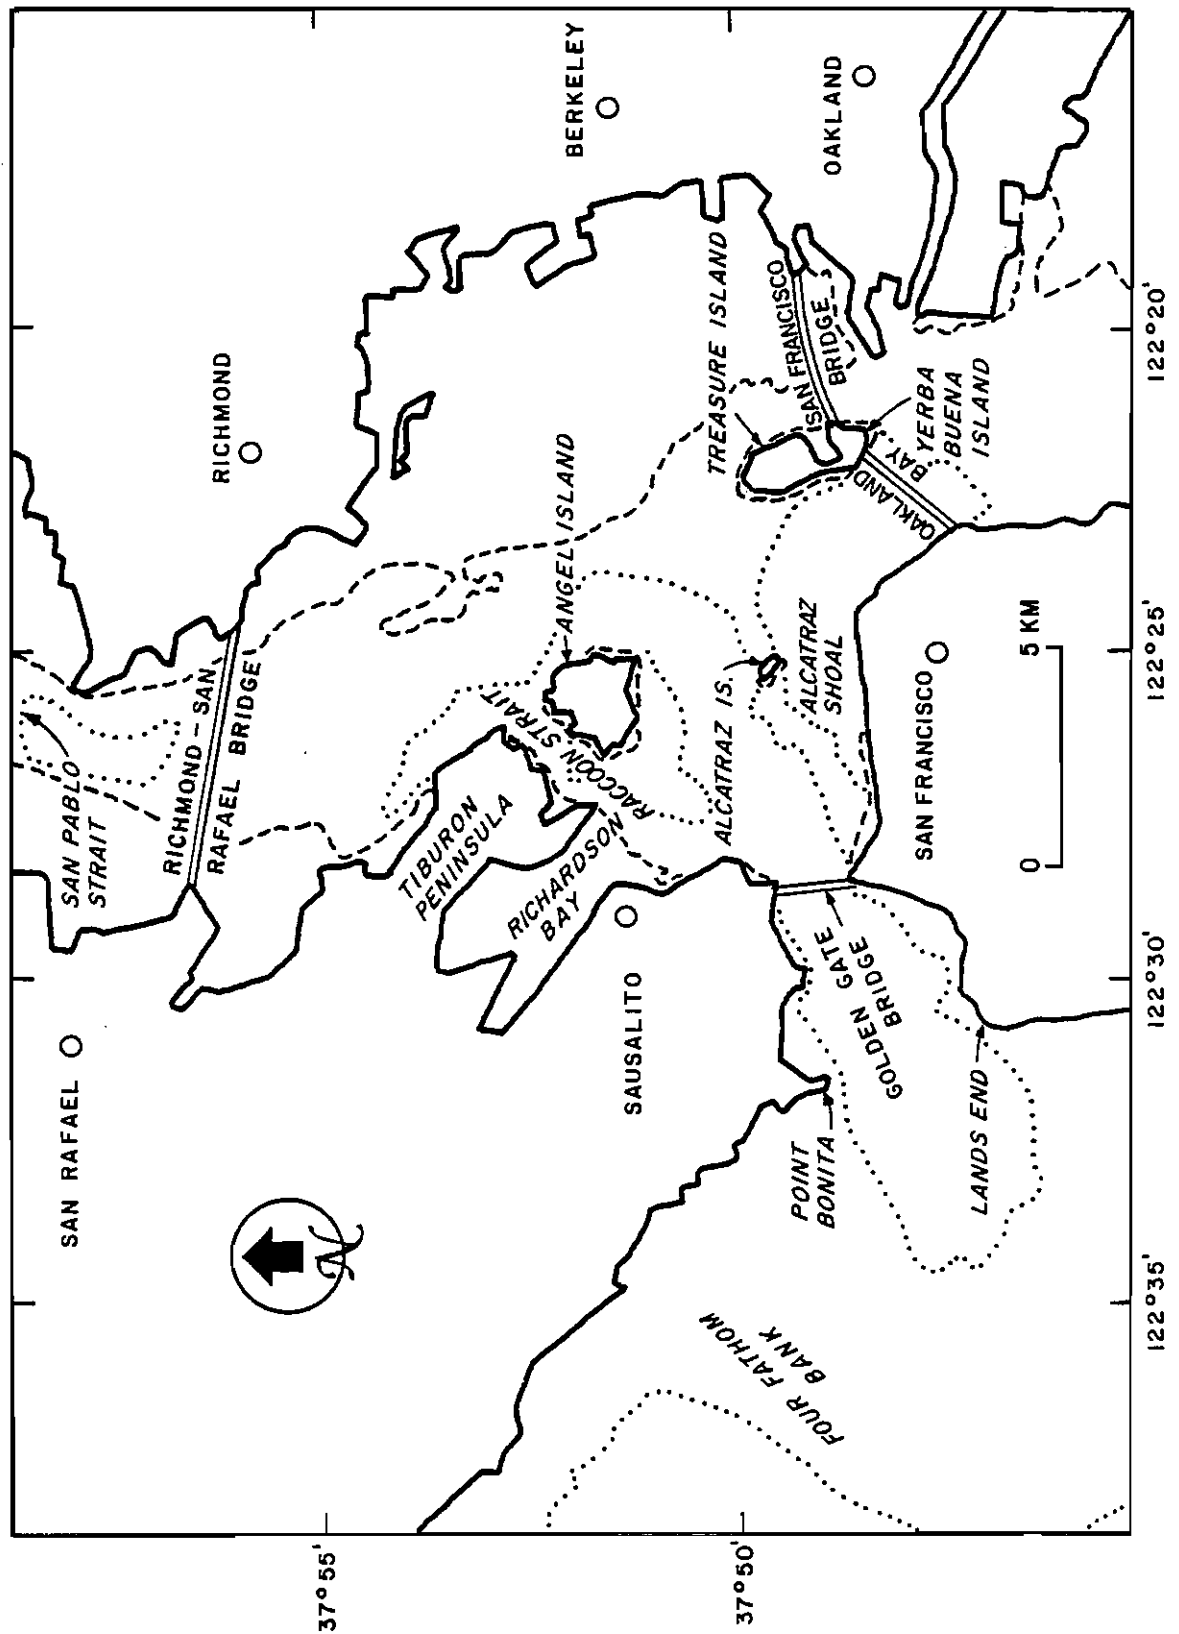 SAN PABLO
STRAIT
RICHMOND – SAN
RAFAEL BRIDGE
RICHMOND
SAN RAFAEL
N
TIBURON
PENINSULA
RICHARDSON
BAY
RACCOON STRAIT
ANGEL ISLAND
BERKELEY
SAUSALITO
ALCATRAZ IS.
ALCATRAZ
SHOAL
TREASURE ISLAND
SAN FRANCISCO
BRIDGE
OAKLAND
BAY
YERBA
BUENA
ISLAND
OAKLAND
POINT
BONITA
GOLDEN GATE
BRIDGE
LANDS END
SAN FRANCISCO
FOUR FATHOM
BANK
0 5 KM
37°55'
37°50'
122°35'
122°30'
122°25'
122°20'